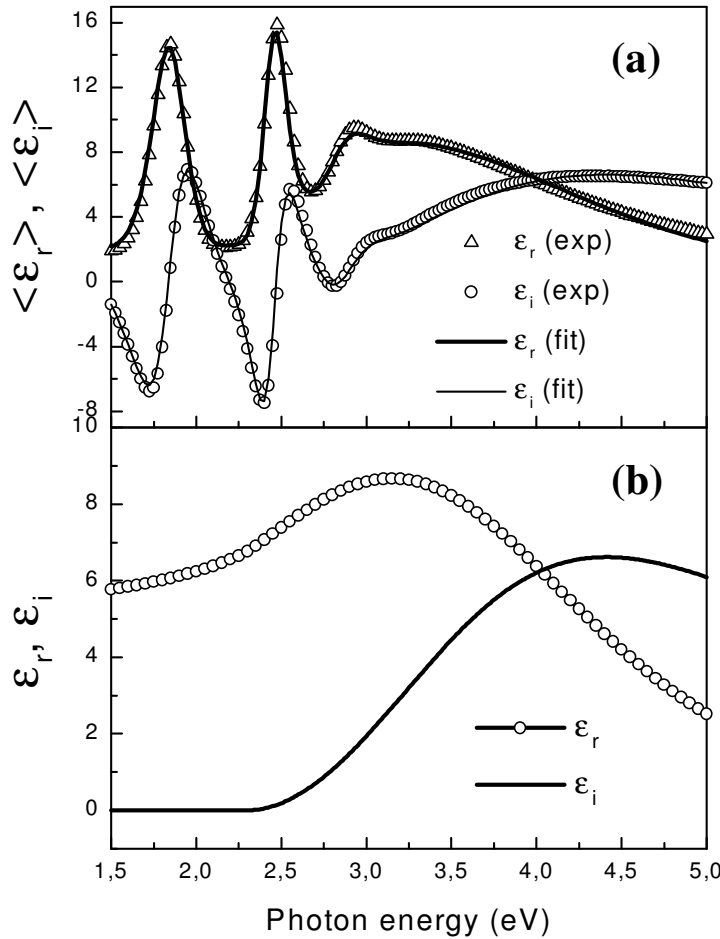 (a)
16
12
8
4
0
-4
-8
<ε_r> , <ε_i>
ε_r (exp)
ε_i (exp)
ε_r (fit)
ε_i (fit)
(b)
10
8
6
4
2
0
ε_r, ε_i
ε_r
ε_i
1,5 2,0 2,5 3,0 3,5 4,0 4,5 5,0
Photon energy (eV)